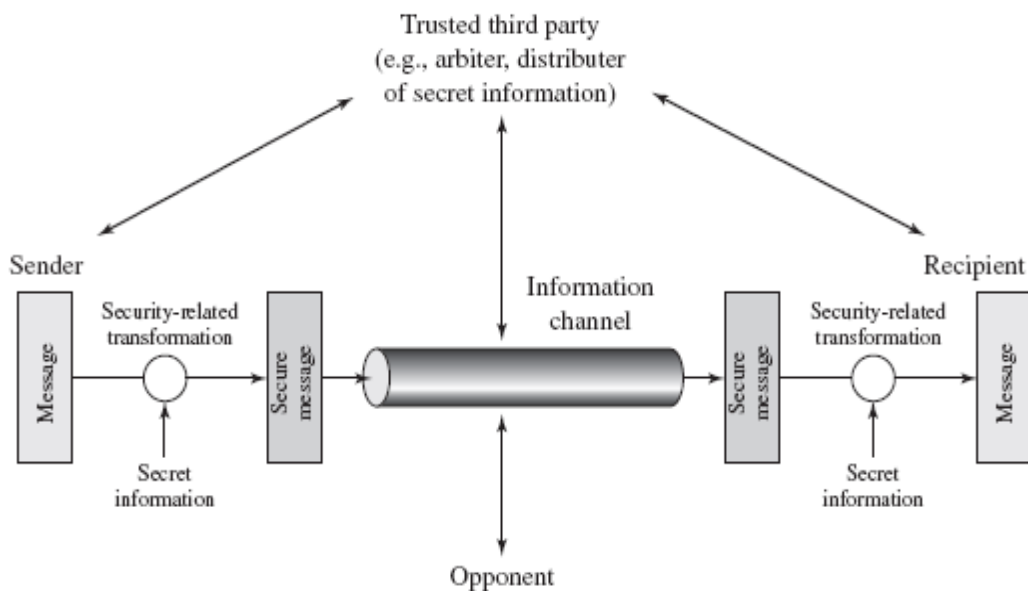 Trusted third party
(e.g., arbiter, distributer
of secret information)
Sender
Recipient
Information
channel
Security-related
transformation
Security-related
transformation
Message
Secure
message
Secure
message
Message
Secret
information
Secret
information
Opponent